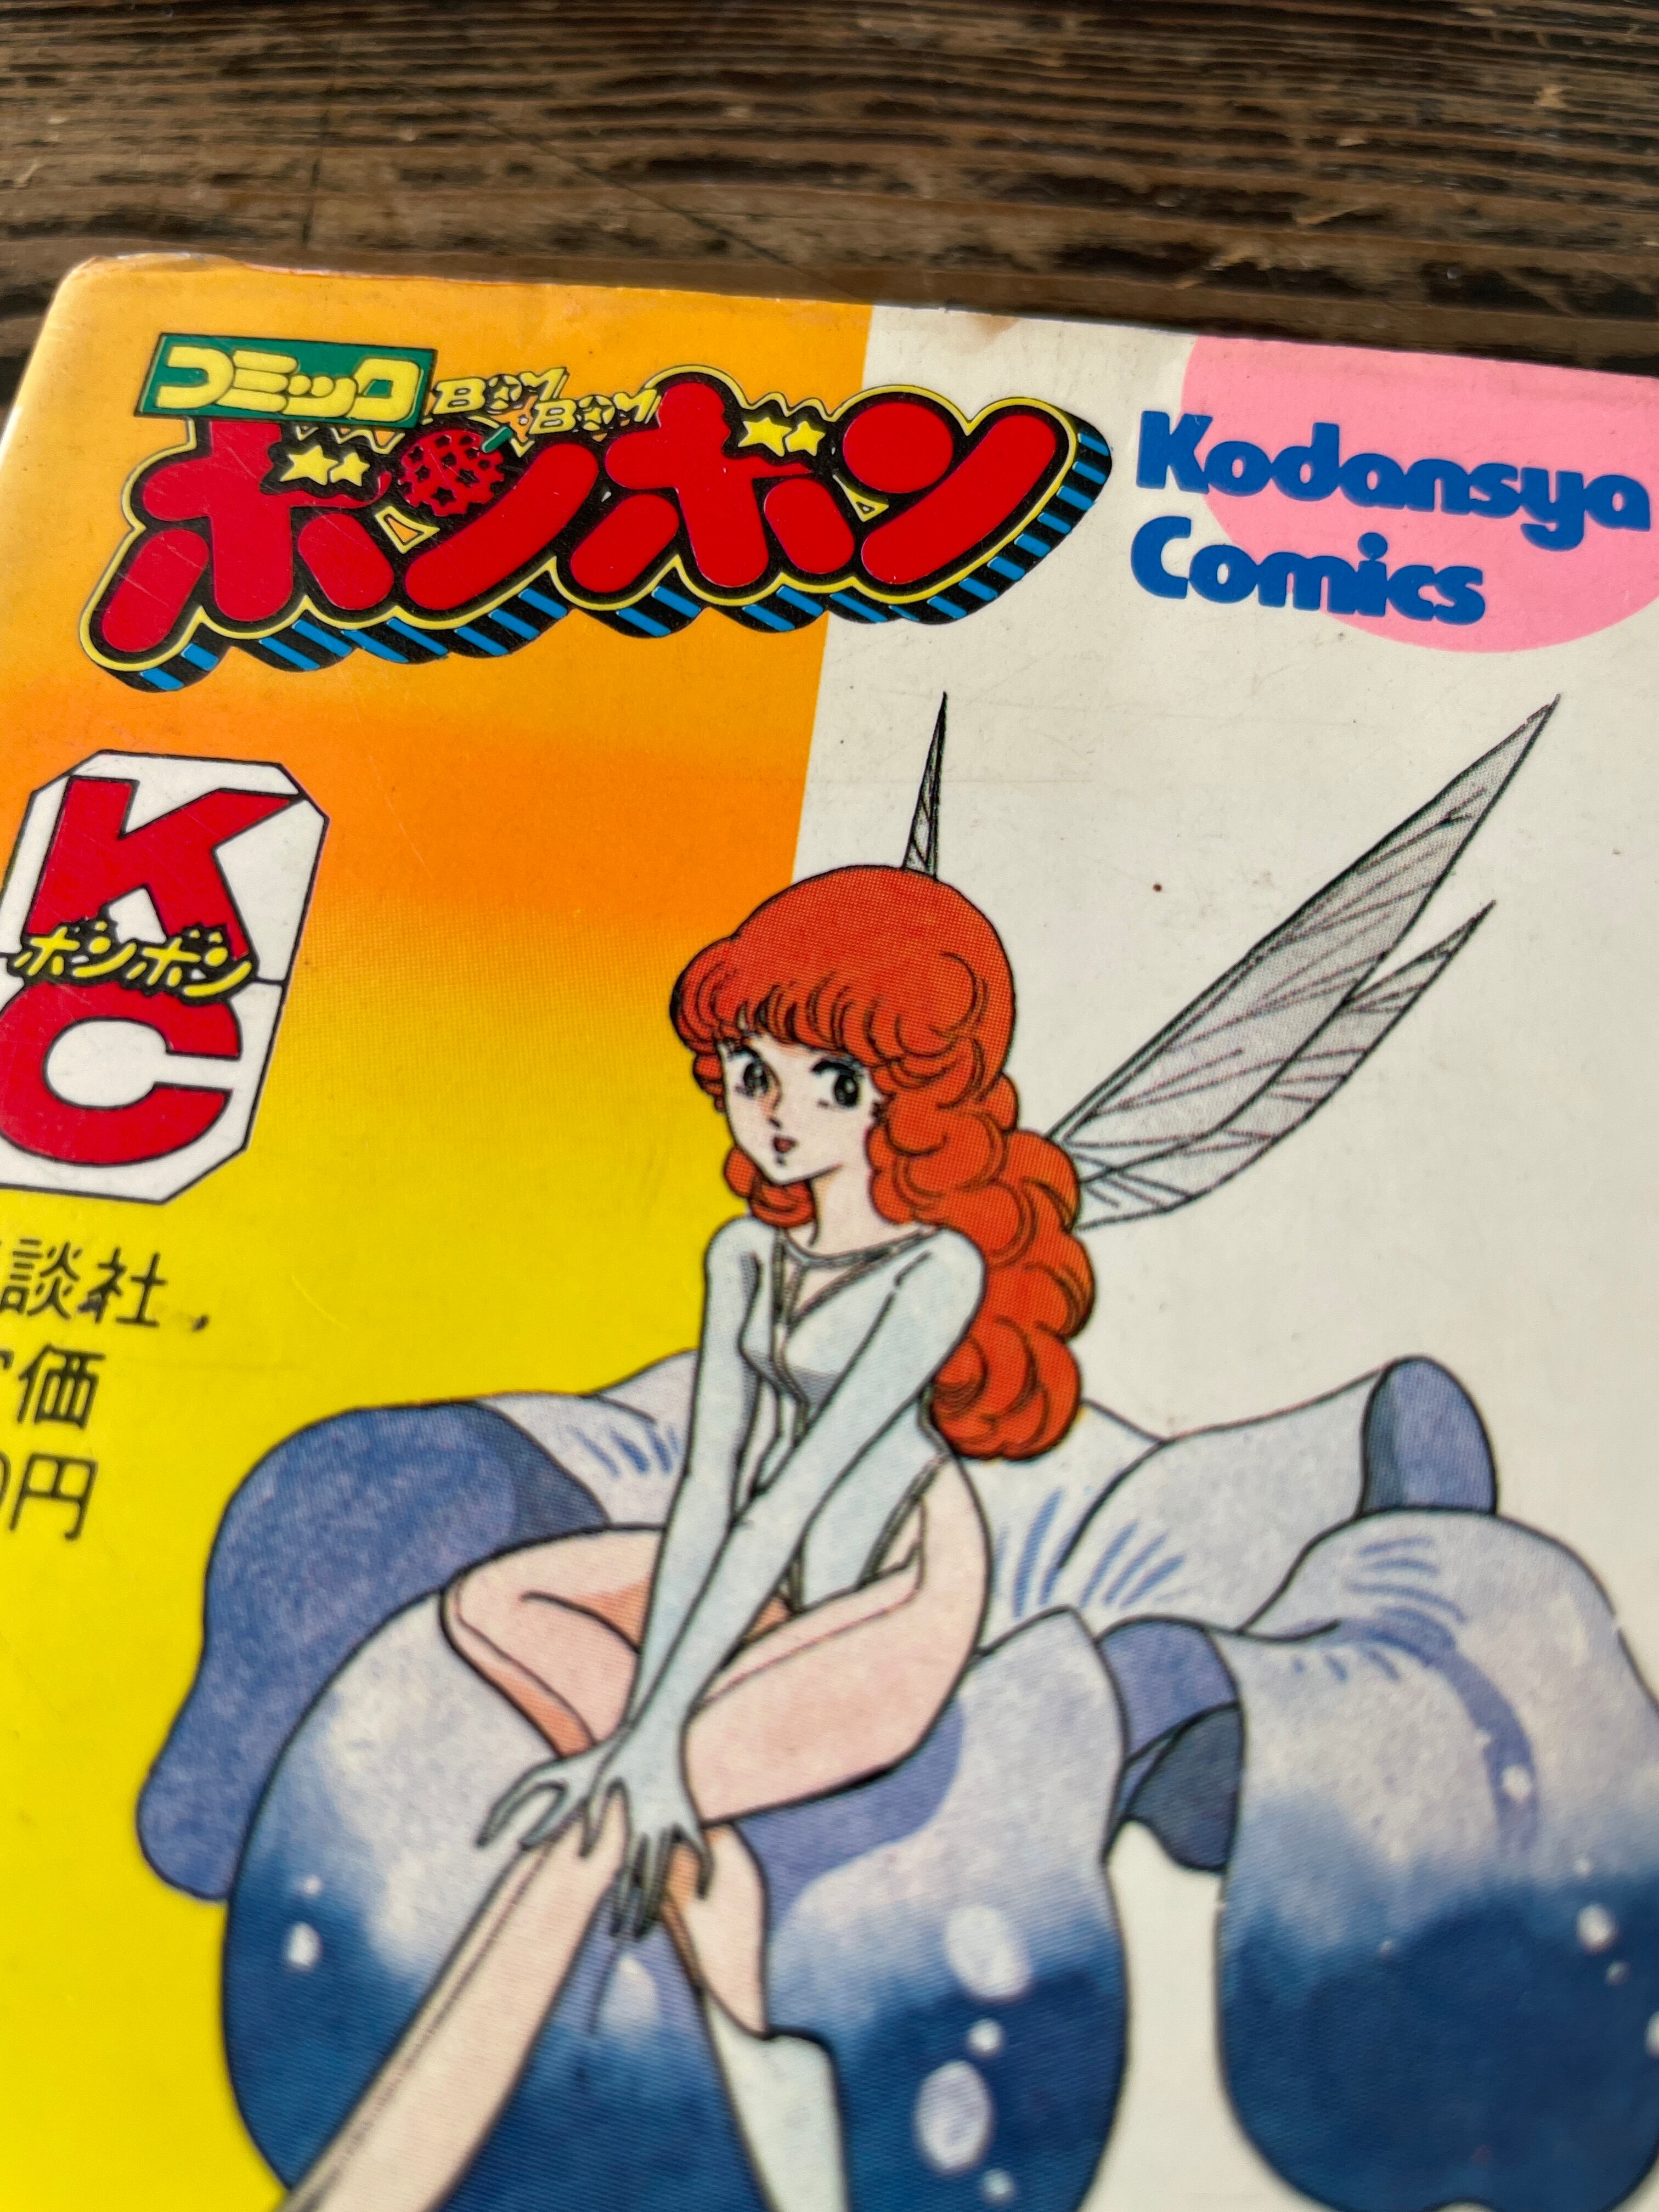 コミック
BOM BOM
ボンボン
Kodansya
Comics
K
ボンボン
C
談社
価
円